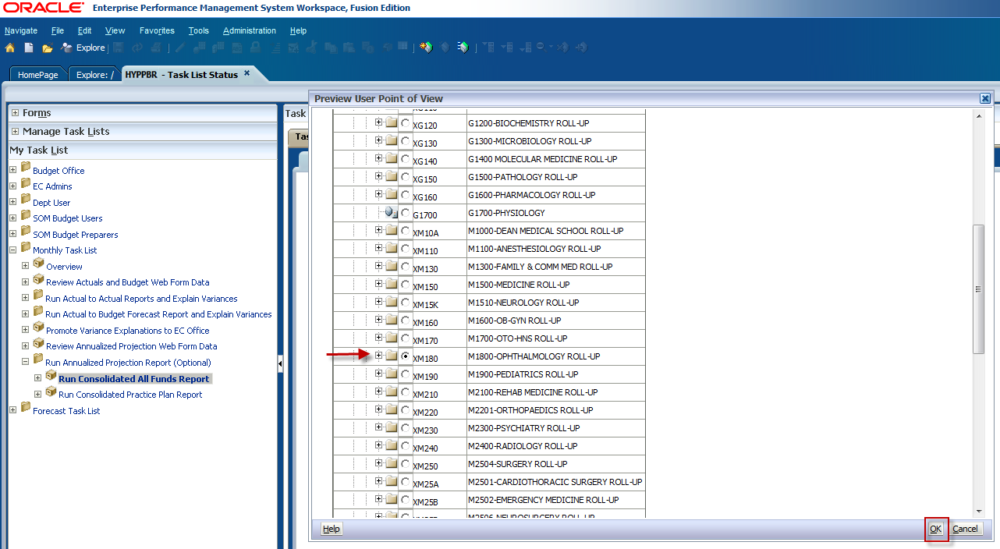 ORACLE Enterprise Performance Management System Workspace, Fusion Edition
Navigate File Edit View Favorites Tools Administration Help
Explore
HomePage Explore: / HYPPBR - Task List Status
Forms
Manage Task Lists
My Task List
Budget Office
EC Admins
Dept User
SOM Budget Users
SOM Budget Preparers
Monthly Task List
Overview
Review Actuals and Budget Web Form Data
Run Actual to Actual Reports and Explain Variances
Run Actual to Budget Forecast Report and Explain Variances
Promote Variance Explanations to EC Office
Review Annualized Projection Web Form Data
Run Annualized Projection Report (Optional)
Run Consolidated All Funds Report
Run Consolidated Practice Plan Report
Forecast Task List
Task
Tas
Preview User Point of View
XG120 G1200-BIOCHEMISTRY ROLL-UP
XG130 G1300-MICROBIOLOGY ROLL-UP
XG140 G1400 MOLECULAR MEDICINE ROLL-UP
XG150 G1500-PATHOLOGY ROLL-UP
XG160 G1600-PHARMACOLOGY ROLL-UP
G1700 G1700-PHYSIOLOGY
XM10A M1000-DEAN MEDICAL SCHOOL ROLL-UP
XM110 M1100-ANESTHESIOLOGY ROLL-UP
XM130 M1300-FAMILY & COMM MED ROLL-UP
XM150 M1500-MEDICINE ROLL-UP
XM15K M1510-NEUROLOGY ROLL-UP
XM160 M1600-OB-GYN ROLL-UP
XM170 M1700-OTO-HNS ROLL-UP
XM180 M1800-OPHTHALMOLOGY ROLL-UP
XM190 M1900-PEDIATRICS ROLL-UP
XM210 M2100-REHAB MEDICINE ROLL-UP
XM220 M2201-ORTHOPAEDICS ROLL-UP
XM230 M2300-PSYCHIATRY ROLL-UP
XM240 M2400-RADIOLOGY ROLL-UP
XM250 M2504-SURGERY ROLL-UP
XM25A M2501-CARDIOTHORACIC SURGERY ROLL-UP
XM25B M2502-EMERGENCY MEDICINE ROLL-UP
M2506-NEUROSURGERY ROLL-UP
Help OK Cancel